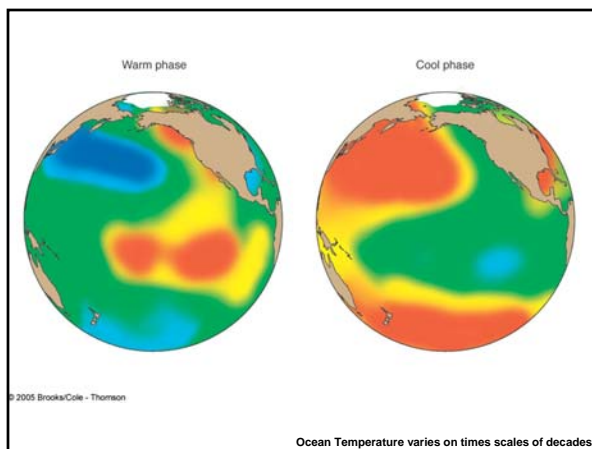 Warm phase
Cool phase
© 2005 Brooks/Cole - Thomson
Ocean Temperature varies on times scales of decades